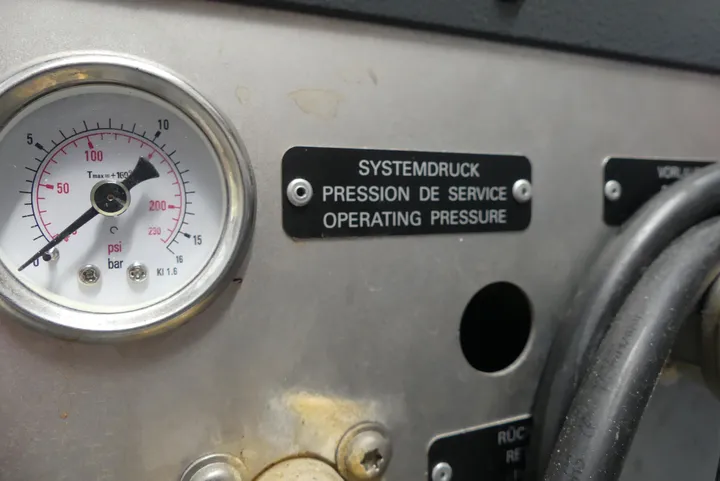 5
10
100
Tmax=+160°
50
200
230
15
0
C
psi
16
bar
Kl 1.6
SYSTEMDRUCK
PRESSION DE SERVICE
OPERATING PRESSURE